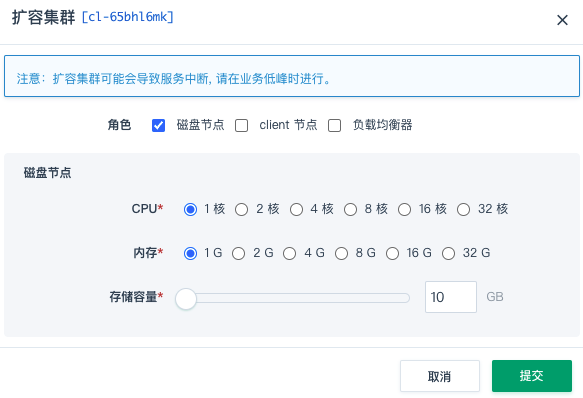 扩容集群 [cl-65bhl6mk]
注意：扩容集群可能会导致服务中断, 请在业务低峰时进行。
角色 磁盘节点 client 节点 负载均衡器
磁盘节点
CPU* 1 核 2 核 4 核 8 核 16 核 32 核
内存* 1 G 2 G 4 G 8 G 16 G 32 G
存储容量* 10 GB
取消 提交